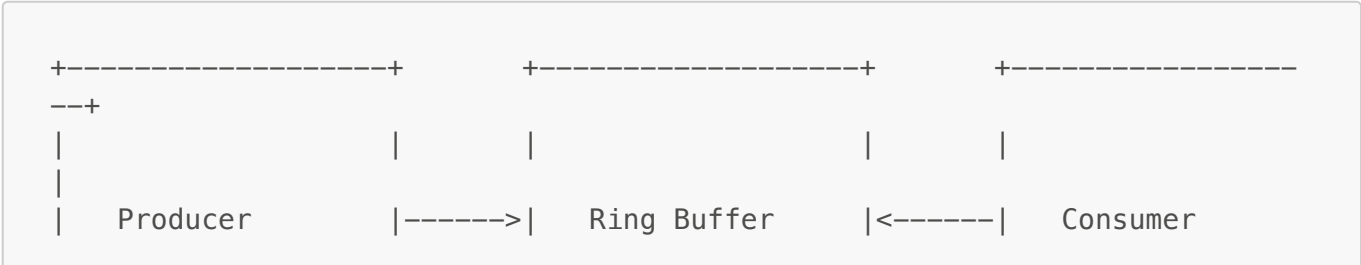 +-------------------+       +-------------------+       +-----------------
--+
|                   |       |                   |       |
|
|   Producer        |------>|   Ring Buffer     |<------|   Consumer